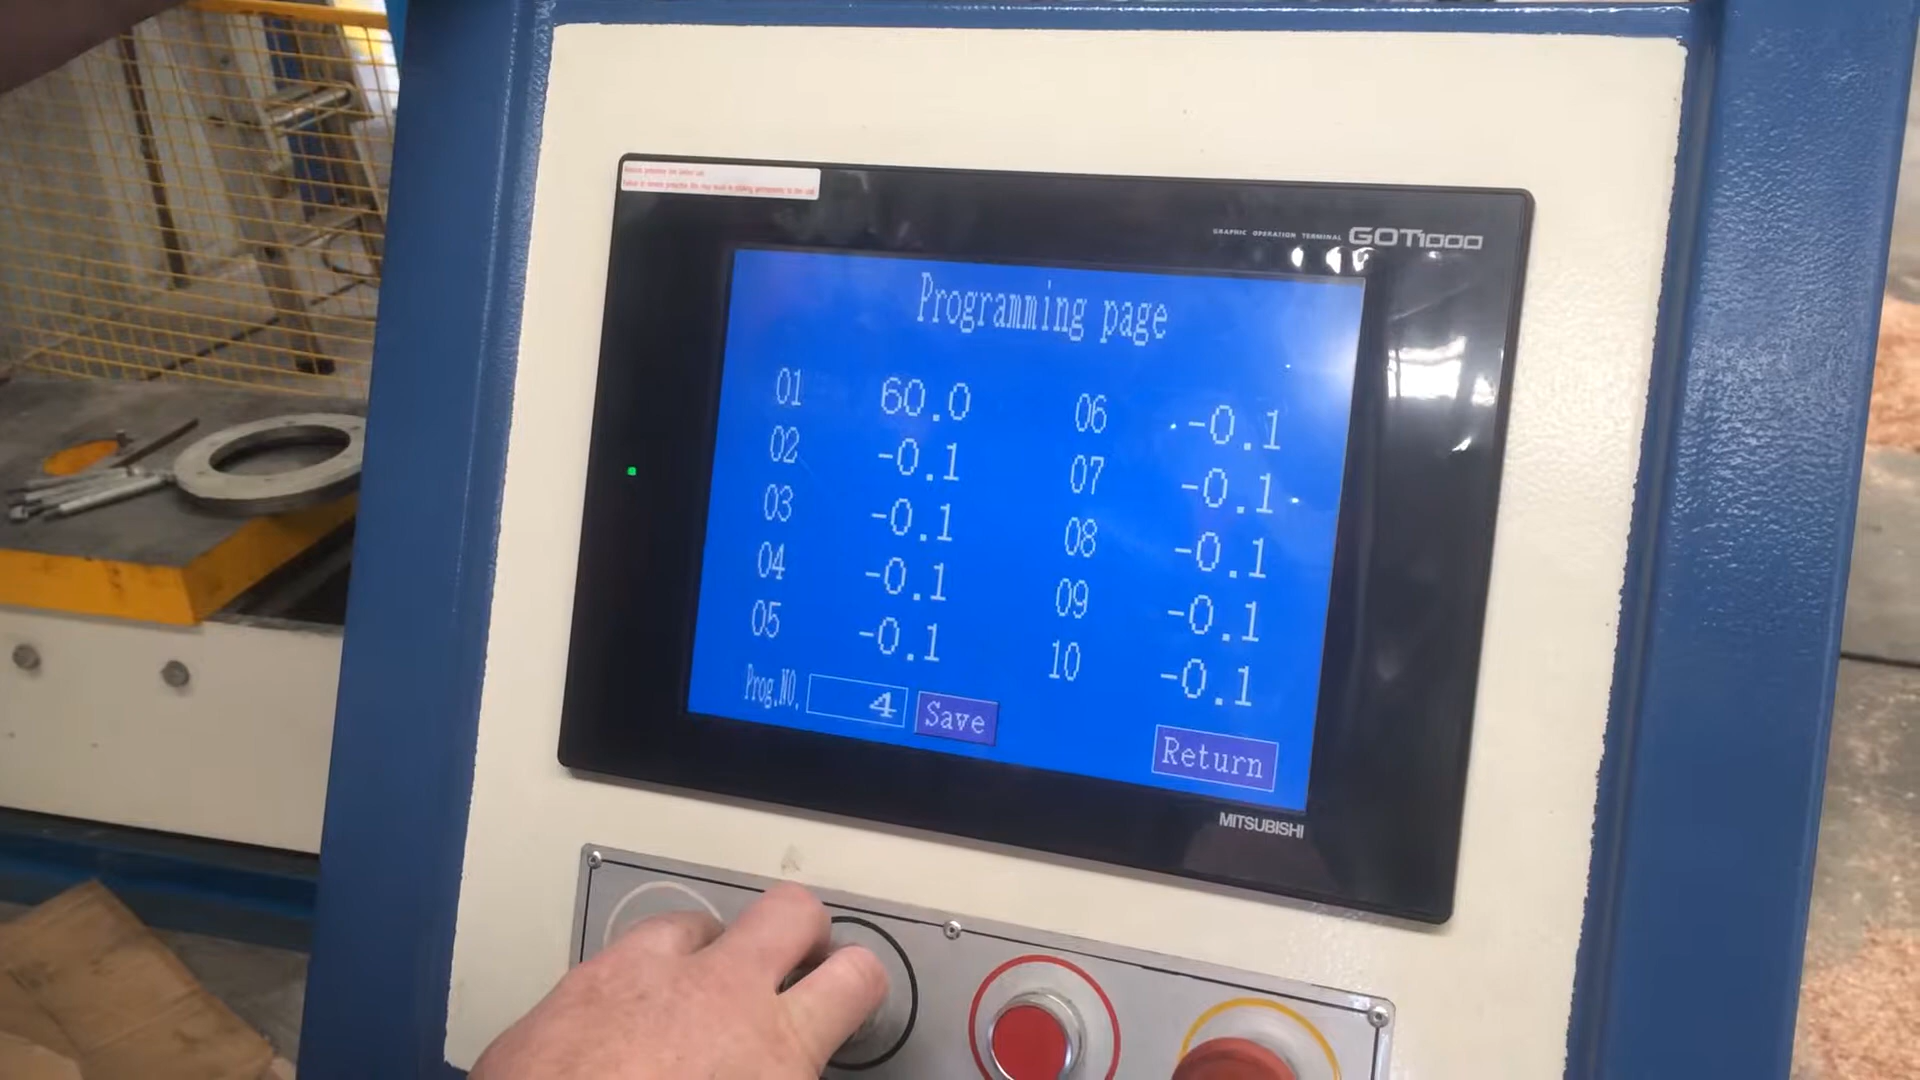 GRAPHIC OPERATION TERMINAL GOT1000
Programming page
01 60.0 06 -0.1
02 -0.1 07 -0.1
03 -0.1 08 -0.1
04 -0.1 09 -0.1
05 -0.1 10 -0.1
Prog.NO. 4 Save
Return
MITSUBISHI